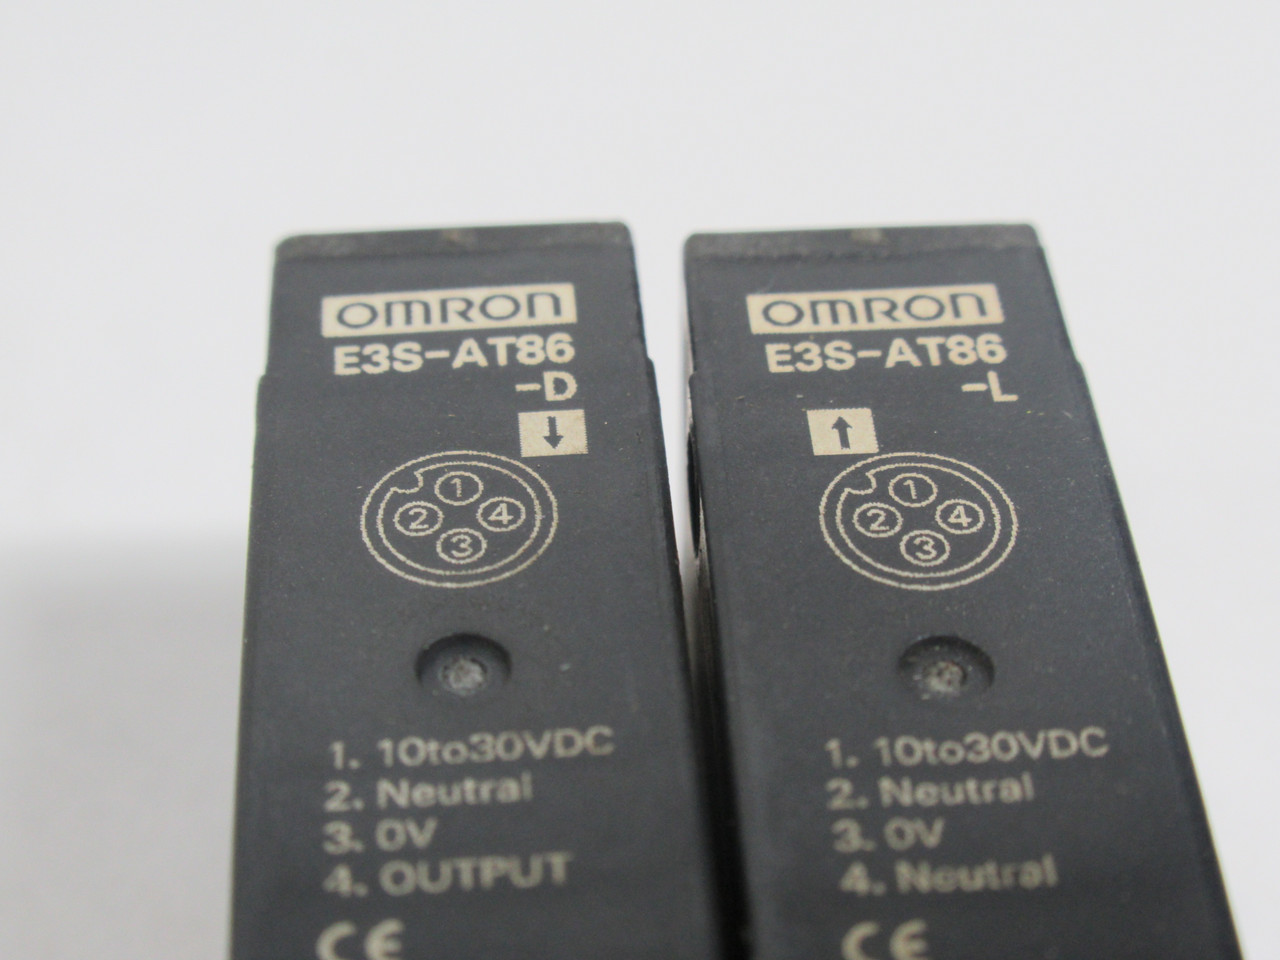 OMRON
E3S-AT86
-D
↓
1
2 4
3
1. 10to30VDC
2. Neutral
3. 0V
4. OUTPUT
CE
OMRON
E3S-AT86
-L
↑
1
2 4
3
1. 10to30VDC
2. Neutral
3. 0V
4. Neutral
CE